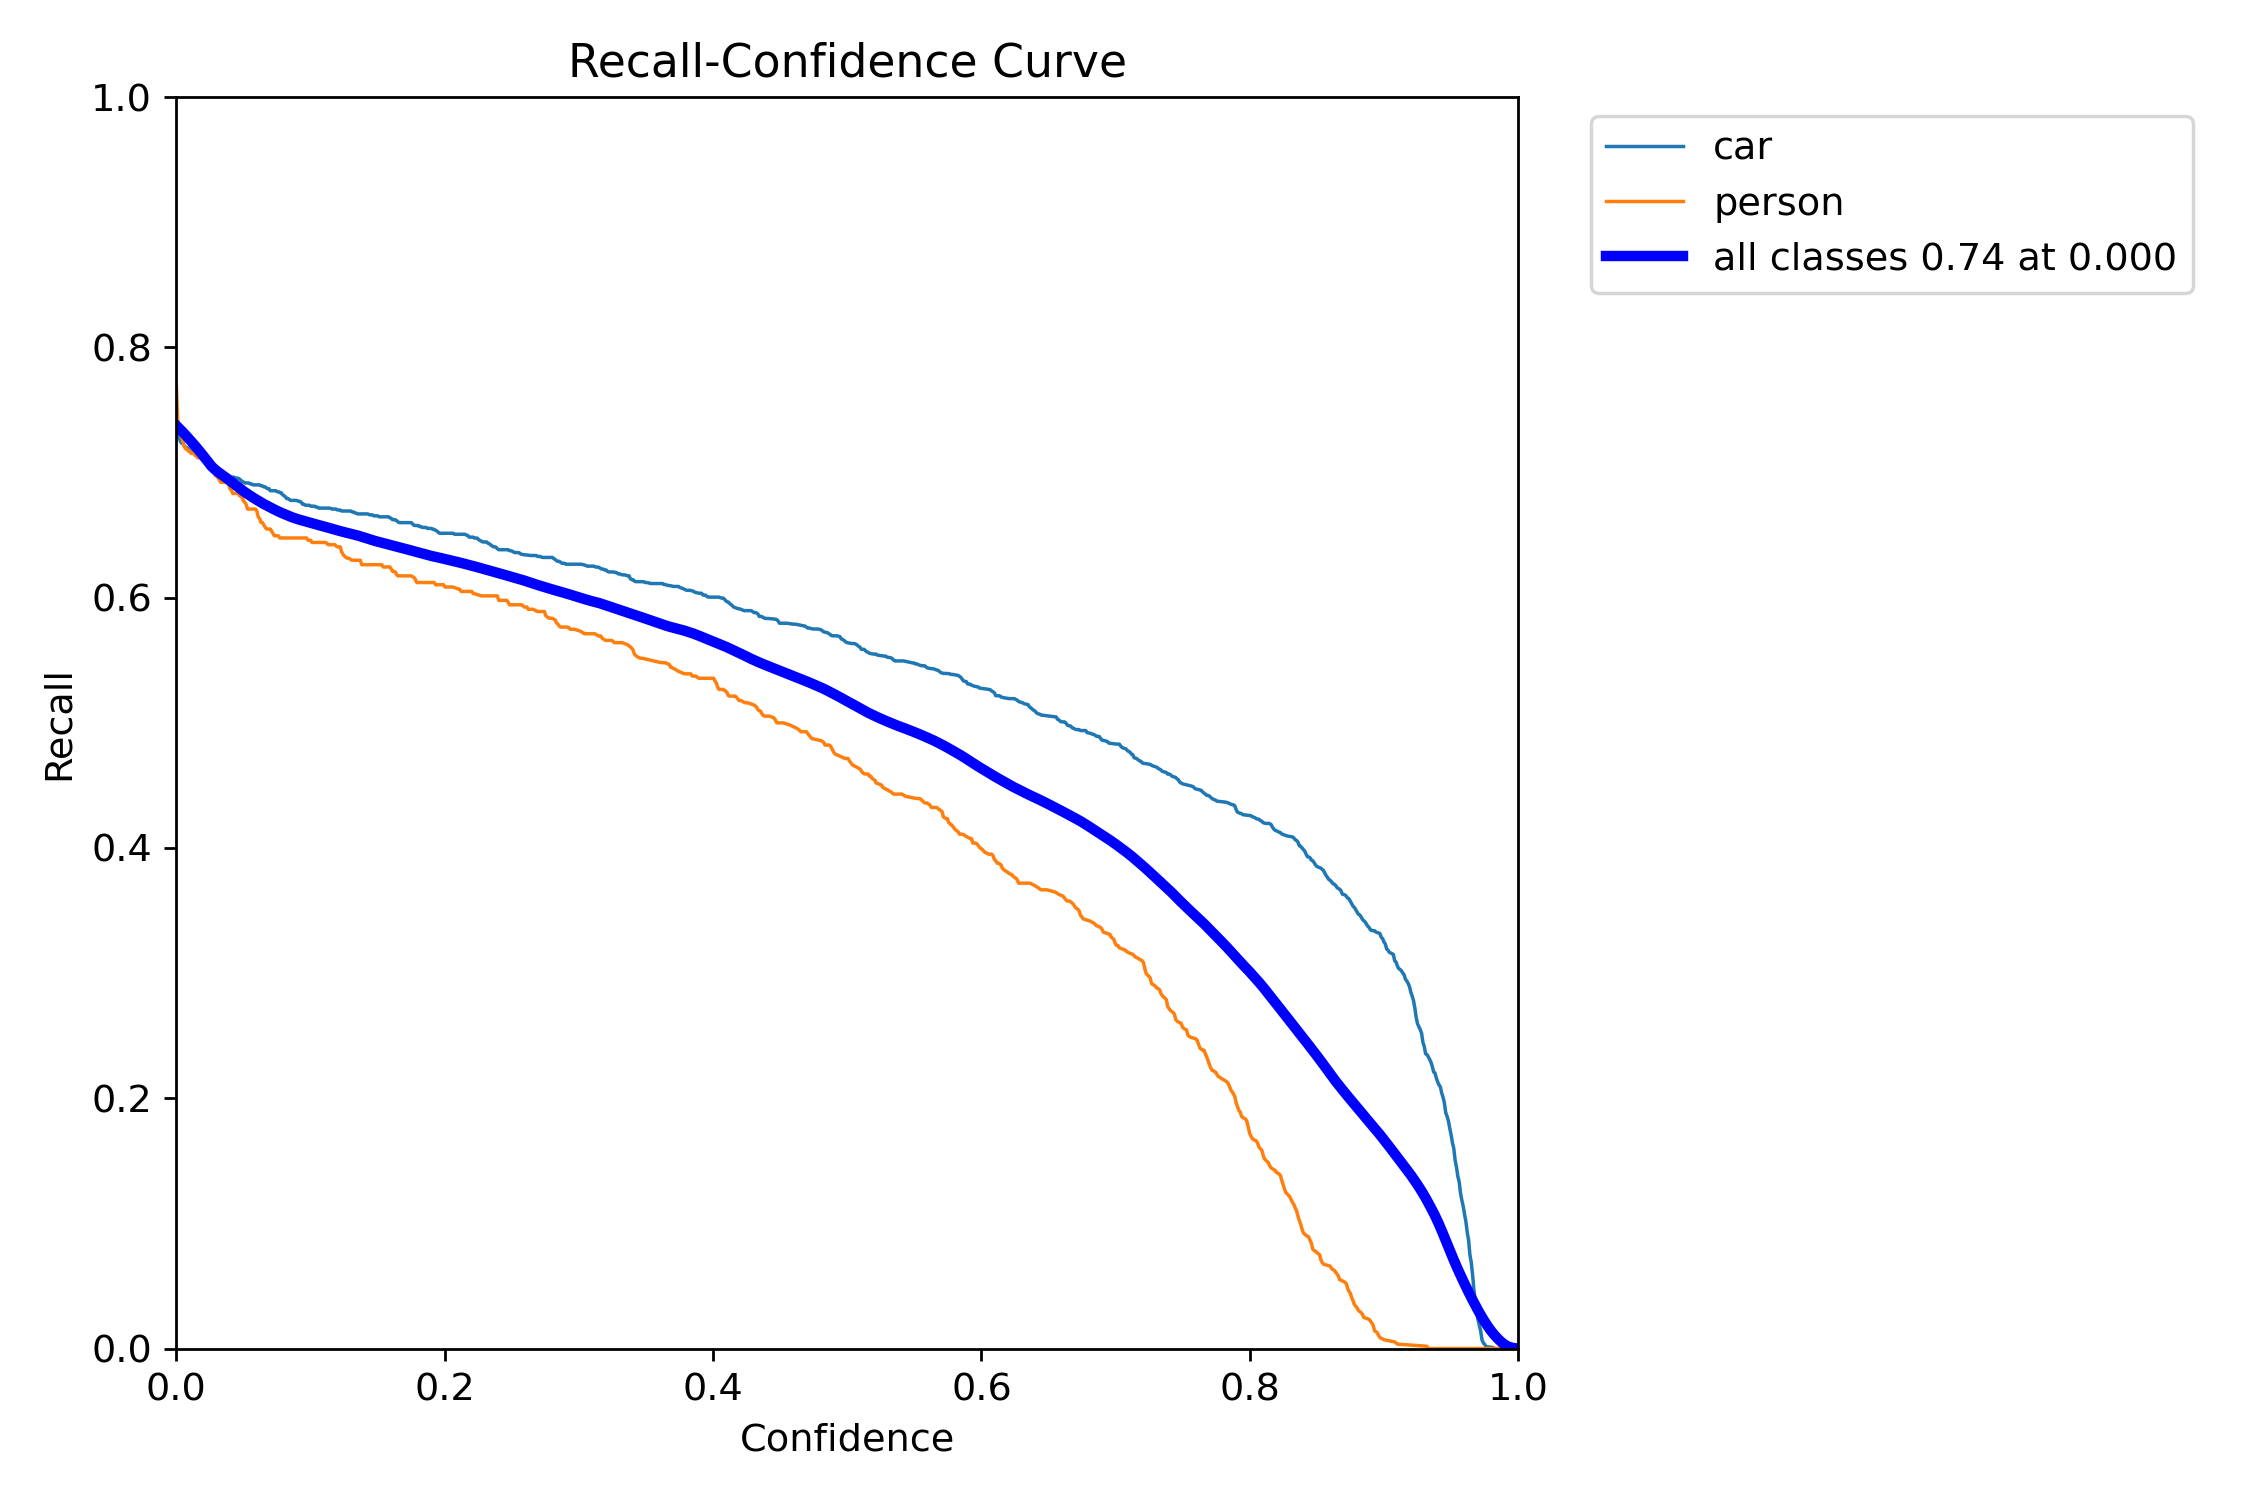 Recall-Confidence Curve
1.0
0.8
0.6
0.4
0.2
0.0
Recall
0.0 0.2 0.4 0.6 0.8 1.0
Confidence
car
person
all classes 0.74 at 0.000